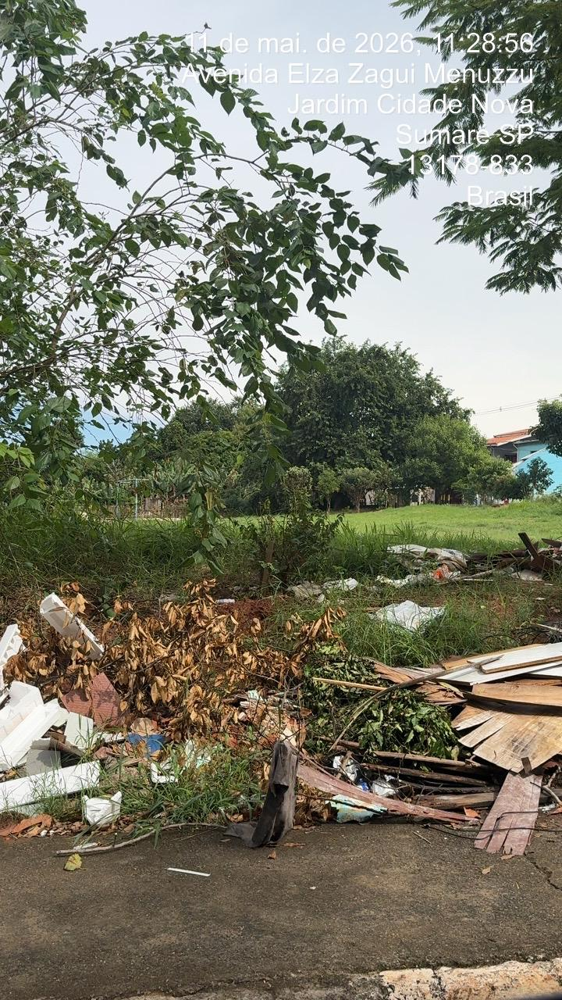 11 de mai. de 2026, 11:28:56
Avenida Elza Zagui Menuzzu
Jardim Cidade Nova
Sumaré SP
13178-833
Brasil